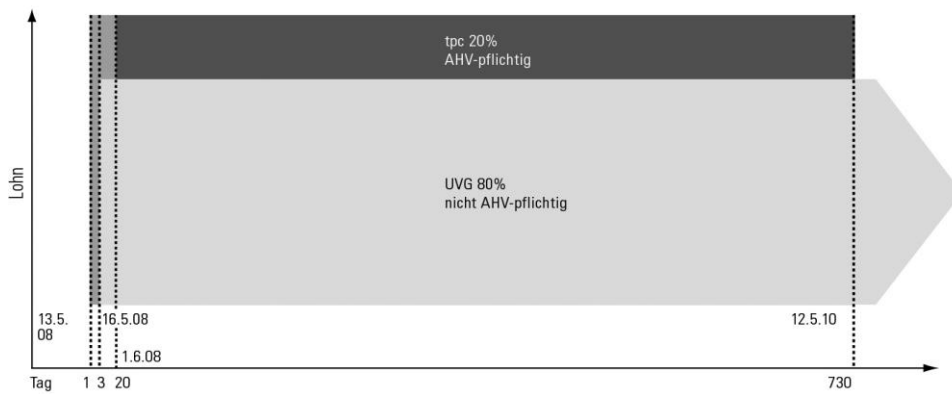 tpc 20%
AHV-pflichtig
Lohn
UVG 80%
nicht AHV-pflichtig
13.5.
08
16.5.08
12.5.10
1.6.08
Tag 1 3 20 730